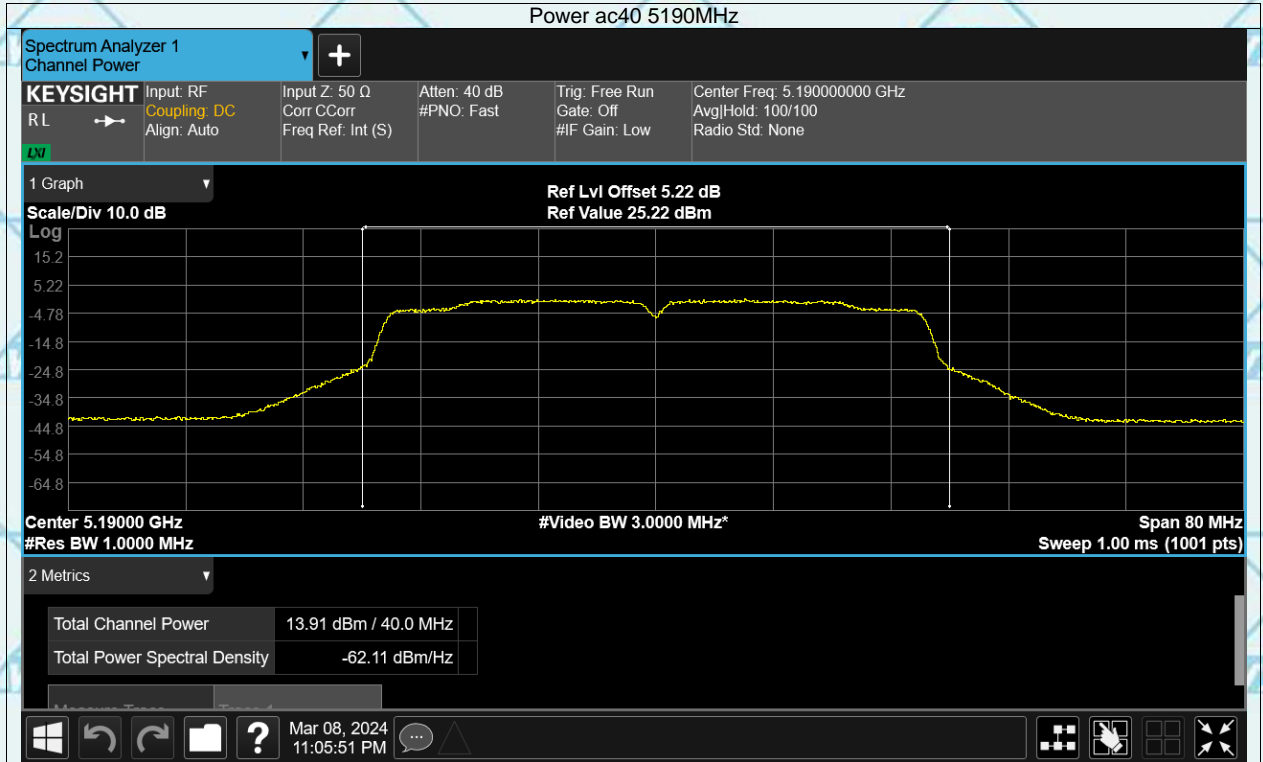 Power ac40 5190MHz
Spectrum Analyzer 1
Channel Power
KEYSIGHT
R L
LXI
Input: RF
Coupling: DC
Align: Auto
Input Z: 50 Ω
Corr CCorr
Freq Ref: Int (S)
Atten: 40 dB
#PNO: Fast
Trig: Free Run
Gate: Off
#IF Gain: Low
Center Freq: 5.190000000 GHz
Avg|Hold: 100/100
Radio Std: None
1 Graph
Scale/Div 10.0 dB
Ref Lvl Offset 5.22 dB
Ref Value 25.22 dBm
Log
15.2
5.22
-4.78
-14.8
-24.8
-34.8
-44.8
-54.8
-64.8
Center 5.19000 GHz
#Res BW 1.0000 MHz
#Video BW 3.0000 MHz*
Span 80 MHz
Sweep 1.00 ms (1001 pts)
2 Metrics
Total Channel Power 13.91 dBm / 40.0 MHz
Total Power Spectral Density -62.11 dBm/Hz
Mar 08, 2024
11:05:51 PM